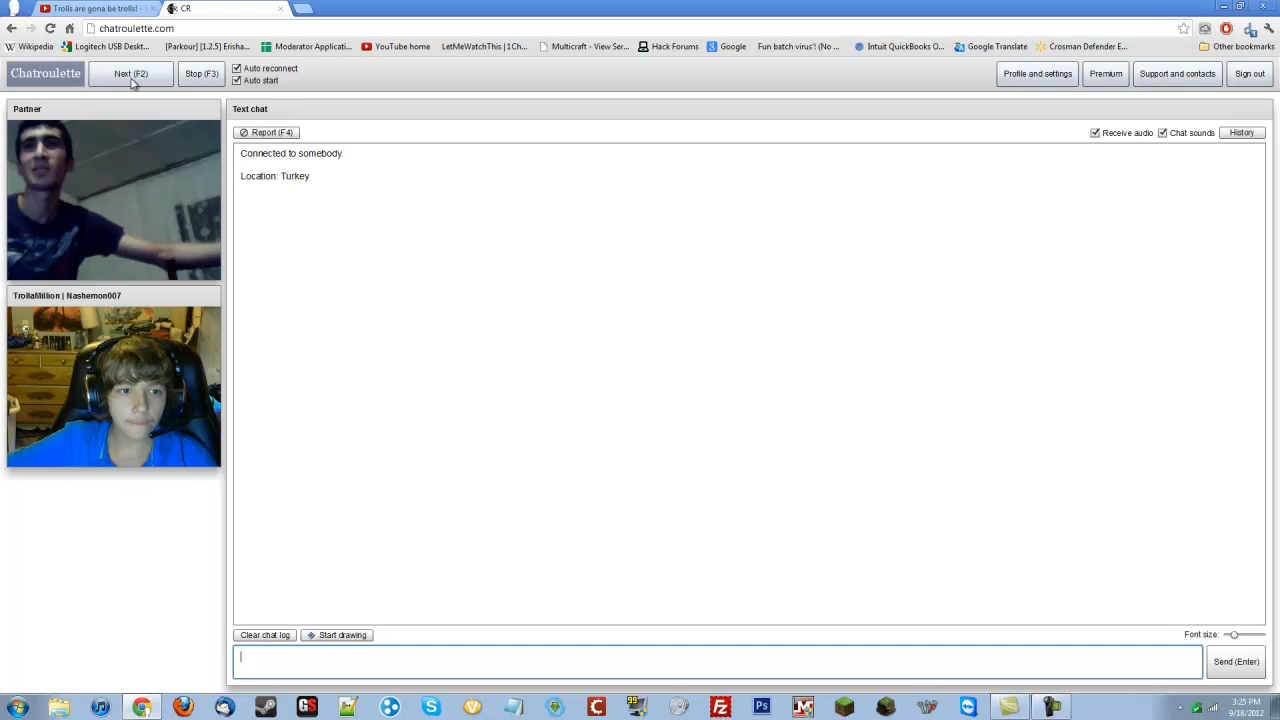 Trolls are gona be trolls! -
CR
chatroulette.com
Wikipedia
Logitech USB Deskt...
[Parkour] [1.2.5] Erisha...
Moderator Applicati...
YouTube home
LetMeWatchThis | 1Ch...
Multicraft - View Ser...
Hack Forums
Google
Fun batch virus'! (No ...
Intuit QuickBooks O...
Google Translate
Crosman Defender E...
Other bookmarks
Chatroulette
Next (F2)
Stop (F3)
Auto reconnect
Auto start
Profile and settings
Premium
Support and contacts
Sign out
Partner
Text chat
Report (F4)
Receive audio
Chat sounds
History
Connected to somebody.
Location: Turkey
TrollaMillion | Nashemon007
Clear chat log
Start drawing
Font size:
Send (Enter)
GS
99
C
Fz
Ps
M
3:25 PM
9/18/2012